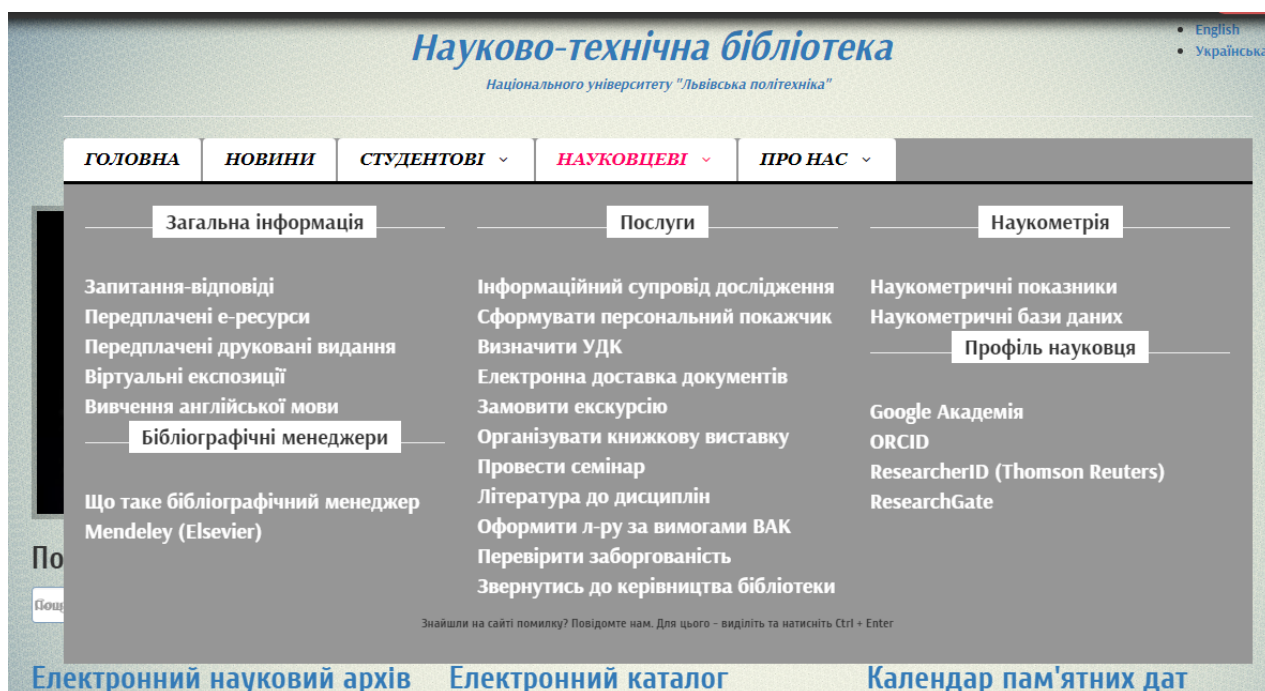 Науково-технічна бібліотека
Національного університету "Львівська політехніка"
English
Українська
ГОЛОВНА НОВИНИ СТУДЕНТОВІ НАУКОВЦЕВІ ПРО НАС
Загальна інформація
Запитання-відповіді
Передплачені е-ресурси
Передплачені друковані видання
Віртуальні експозиції
Вивчення англійської мови
Бібліографічні менеджери
Що таке бібліографічний менеджер
Mendeley (Elsevier)
Послуги
Інформаційний супровід дослідження
Сформувати персональний покажчик
Визначити УДК
Електронна доставка документів
Замовити екскурсію
Організувати книжкову виставку
Провести семінар
Література до дисциплін
Оформити л-ру за вимогами ВАК
Перевірити заборгованість
Звернутись до керівництва бібліотеки
Наукометрія
Наукометричні показники
Наукометричні бази даних
Профіль науковця
Google Академія
ORCID
ResearcherID (Thomson Reuters)
ResearchGate
По
Знайшли на сайті помилку? Повідомте нам. Для цього - виділіть та натисніть Ctrl + Enter
Електронний науковий архів Електронний каталог Календар пам'ятних дат